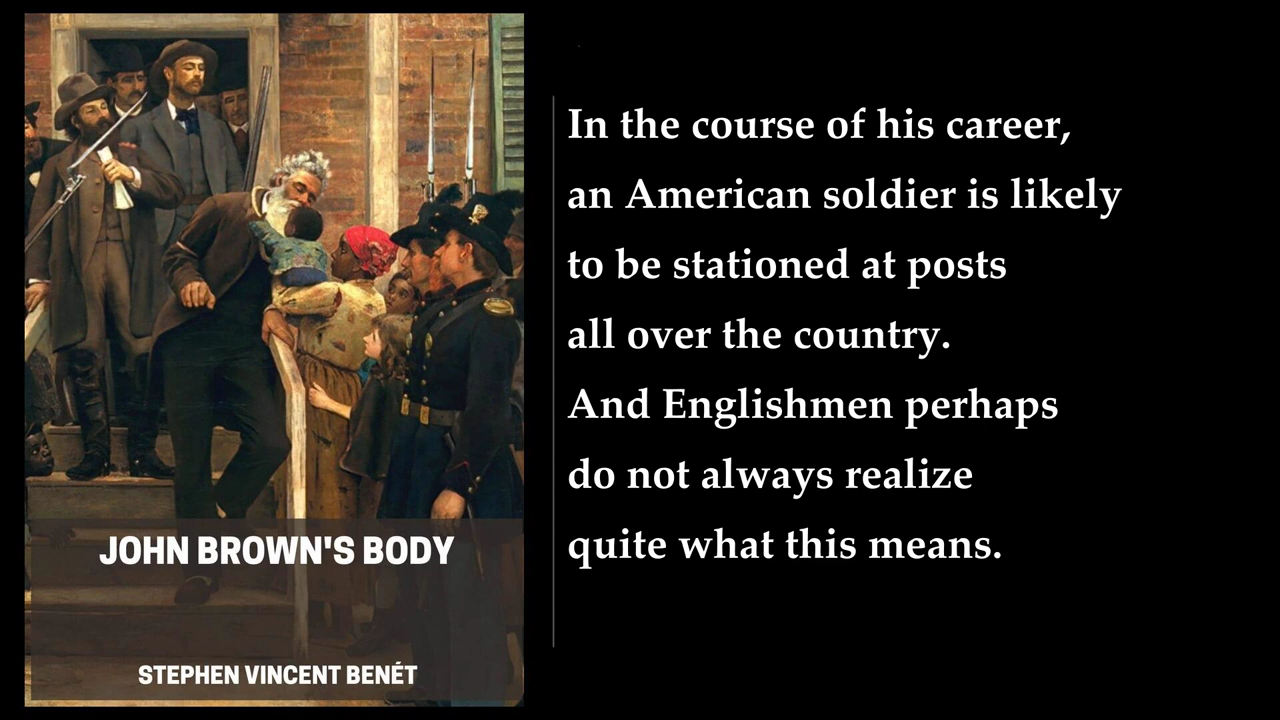 JOHN BROWN'S BODY
STEPHEN VINCENT BENÉT
In the course of his career,
an American soldier is likely
to be stationed at posts
all over the country.
And Englishmen perhaps
do not always realize
quite what this means.